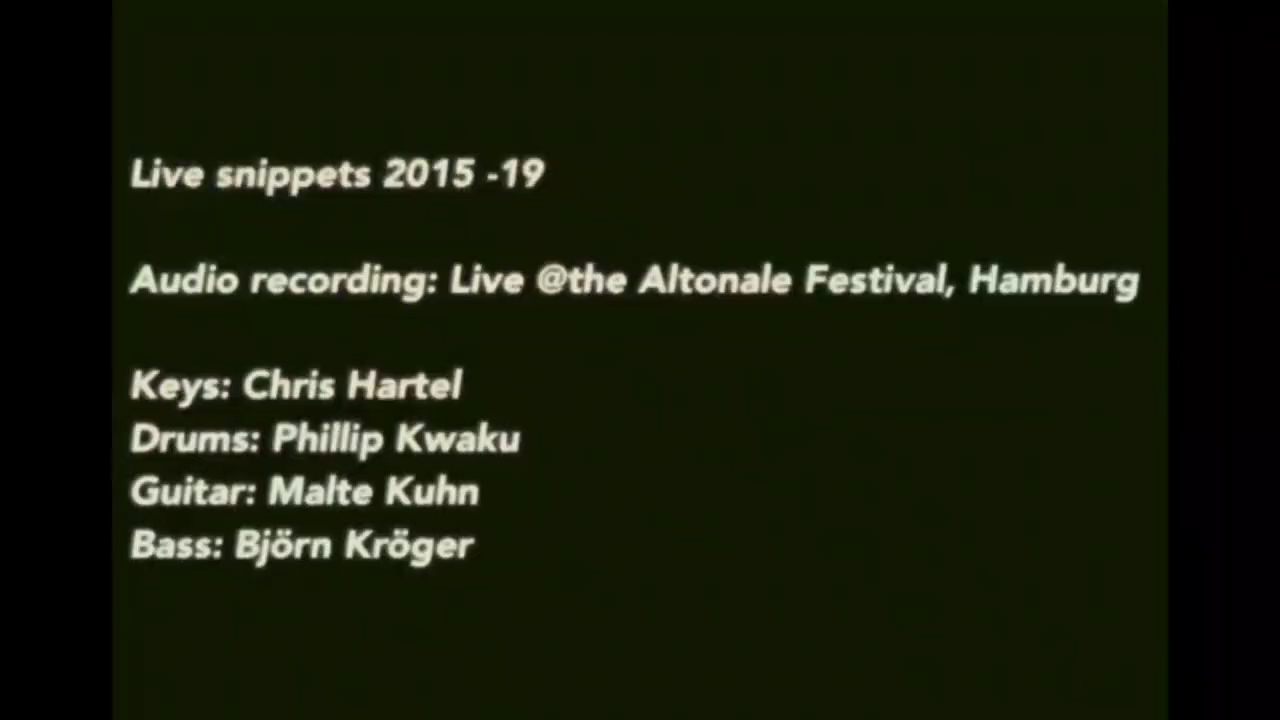 Live snippets 2015 -19
Audio recording: Live @the Altonale Festival, Hamburg
Keys: Chris Hartel
Drums: Phillip Kwaku
Guitar: Malte Kuhn
Bass: Björn Kröger